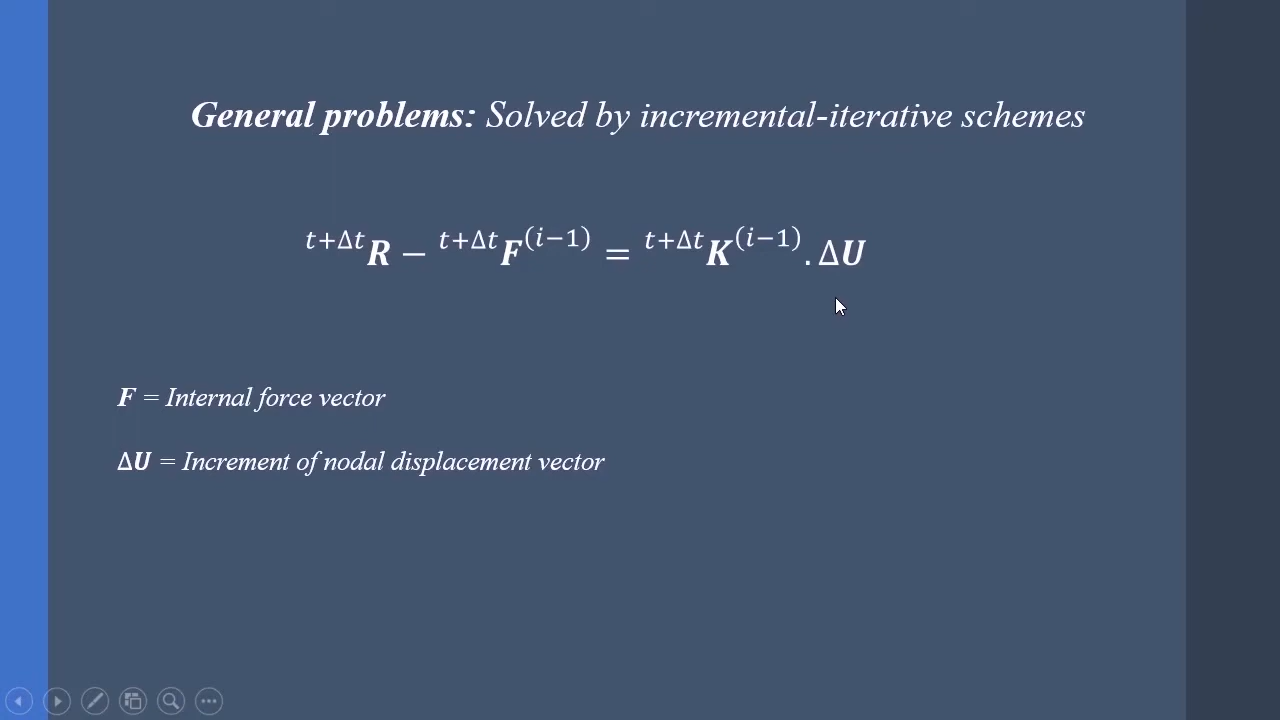 General problems: Solved by incremental-iterative schemes
t+Δt R − t+Δt F (i−1) = t+Δt K (i−1) . ΔU
F = Internal force vector
ΔU = Increment of nodal displacement vector